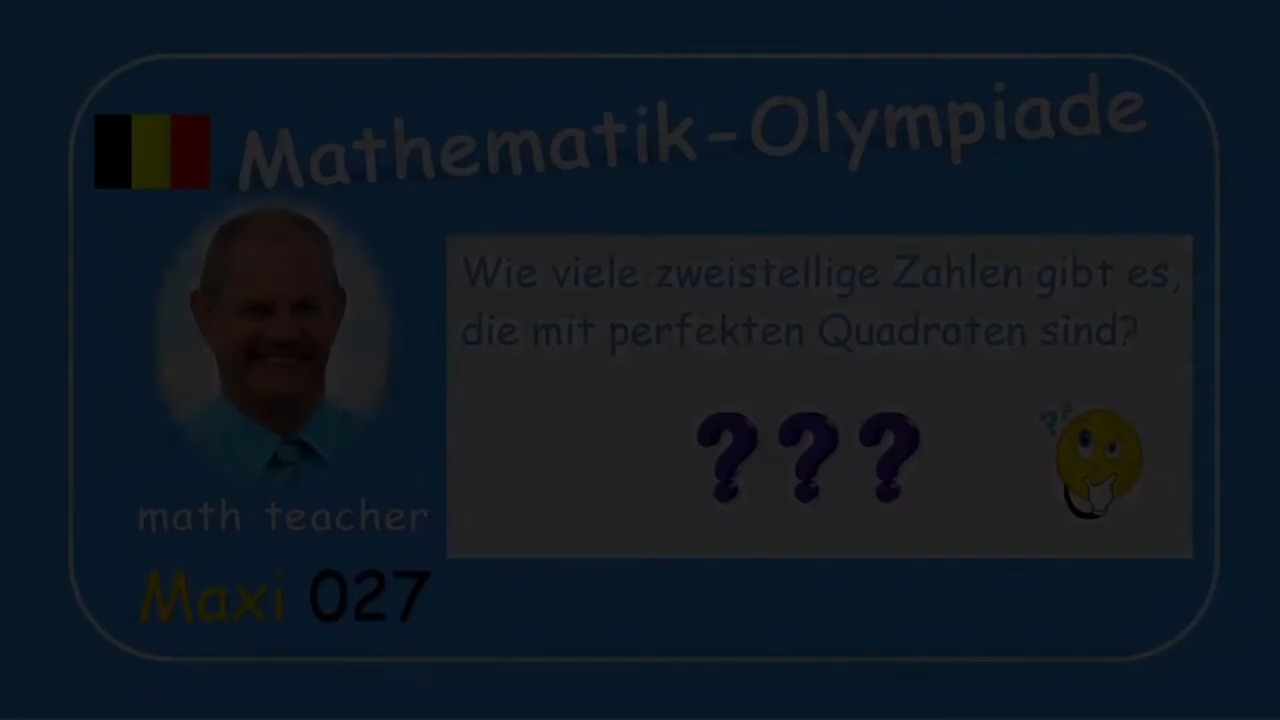 Mathematik-Olympiade
Wie viele zweistellige Zahlen gibt es,
die mit perfekten Quadraten sind?
???
??
math teacher
Maxi 027